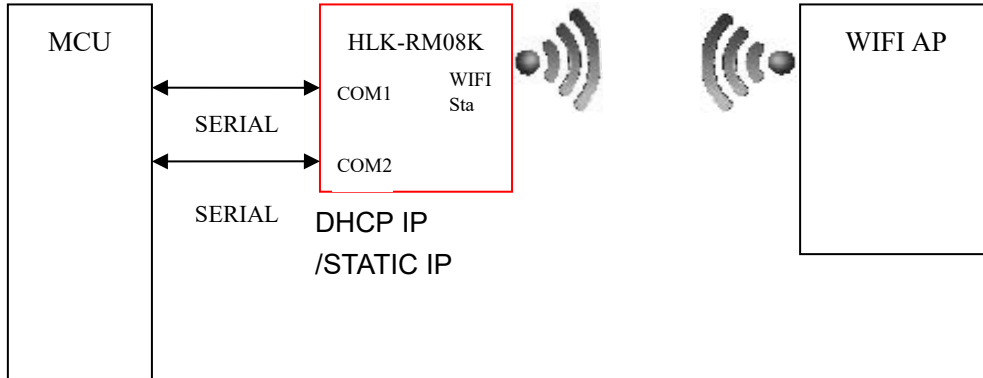 MCU
HLK-RM08K
WIFI AP
COM1
WIFI
Sta
SERIAL
COM2
SERIAL
DHCP IP
/STATIC IP